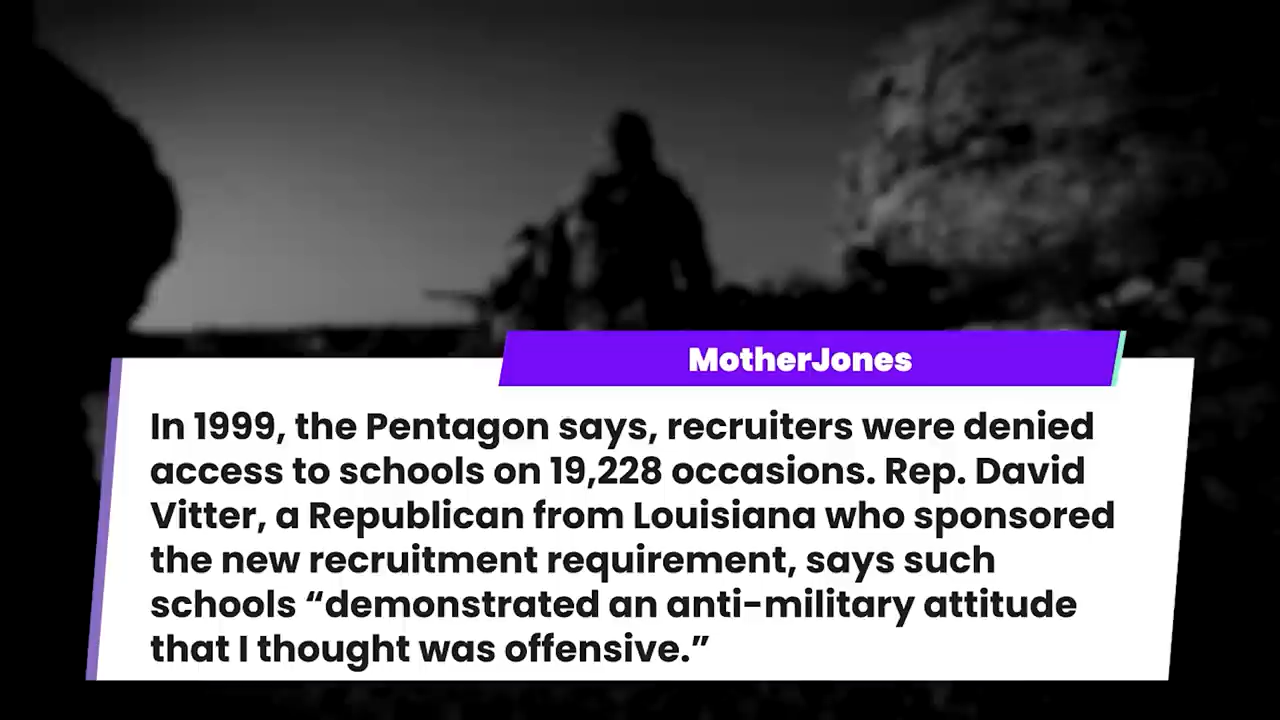 MotherJones
In 1999, the Pentagon says, recruiters were denied
access to schools on 19,228 occasions. Rep. David
Vitter, a Republican from Louisiana who sponsored
the new recruitment requirement, says such
schools “demonstrated an anti-military attitude
that I thought was offensive.”